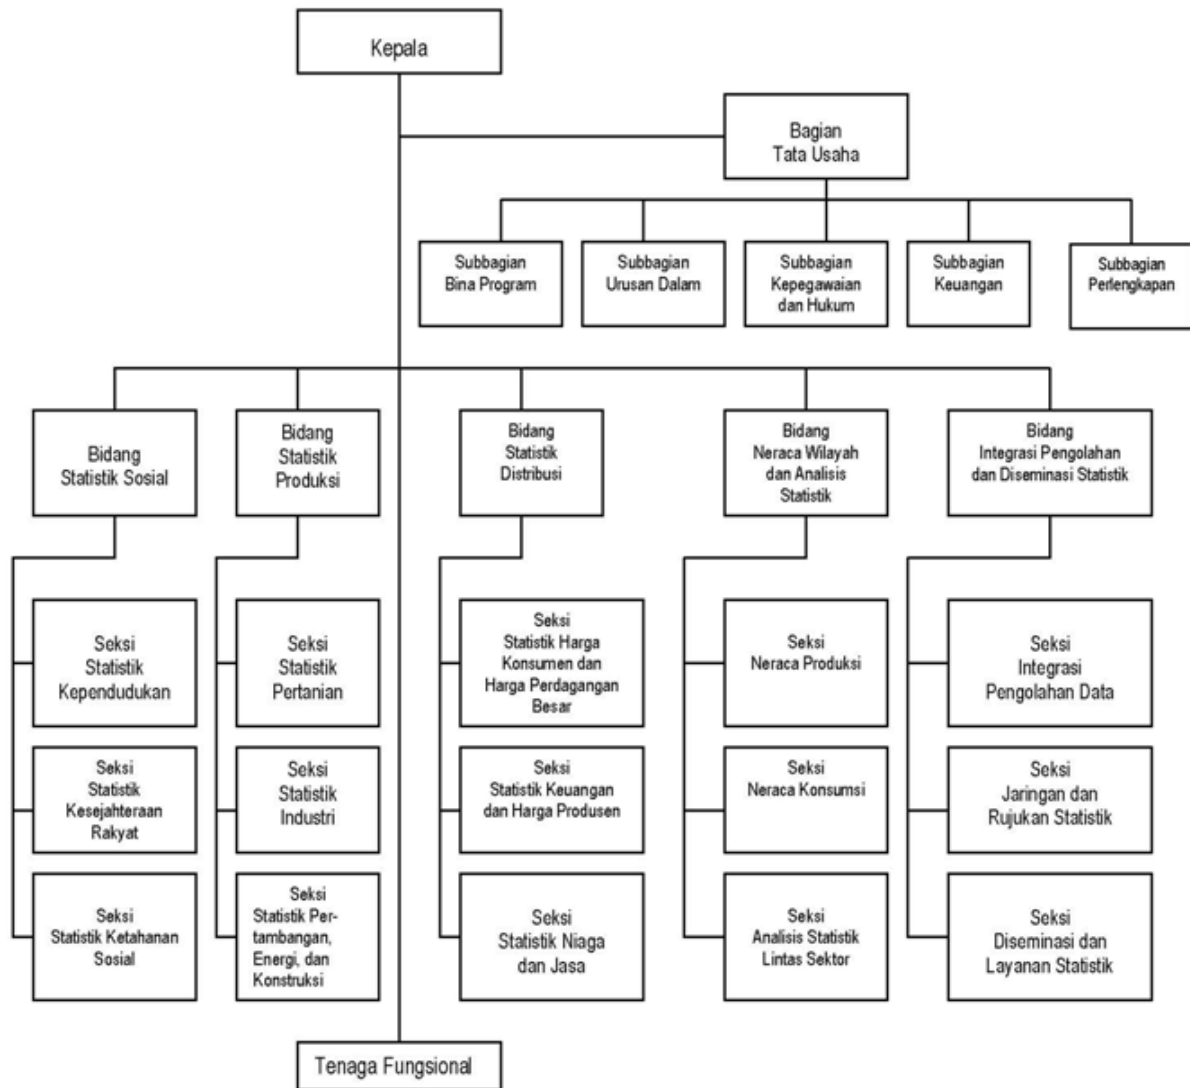 Kepala
Bagian
Tata Usaha
Subbagian
Bina Program
Subbagian
Urusan Dalam
Subbagian
Kepegawaian
dan Hukum
Subbagian
Keuangan
Subbagian
Perlengkapan
Bidang
Statistik Sosial
Bidang
Statistik
Produksi
Bidang
Statistik
Distribusi
Bidang
Neraca Wilayah
dan Analisis
Statistik
Bidang
Integrasi Pengolahan
dan Diseminasi Statistik
Seksi
Statistik
Kependudukan
Seksi
Statistik
Pertanian
Seksi
Statistik Harga
Konsumen dan
Harga Perdagangan
Besar
Seksi
Neraca Produksi
Seksi
Integrasi
Pengolahan Data
Seksi
Statistik
Kesejahteraan
Rakyat
Seksi
Statistik
Industri
Seksi
Statistik Keuangan
dan Harga Produsen
Seksi
Neraca Konsumsi
Seksi
Jaringan dan
Rujukan Statistik
Seksi
Statistik Ketahanan
Sosial
Seksi
Statistik Per-
tambangan,
Energi, dan
Konstruksi
Seksi
Statistik Niaga
dan Jasa
Seksi
Analisis Statistik
Lintas Sektor
Seksi
Diseminasi dan
Layanan Statistik
Tenaga Fungsional